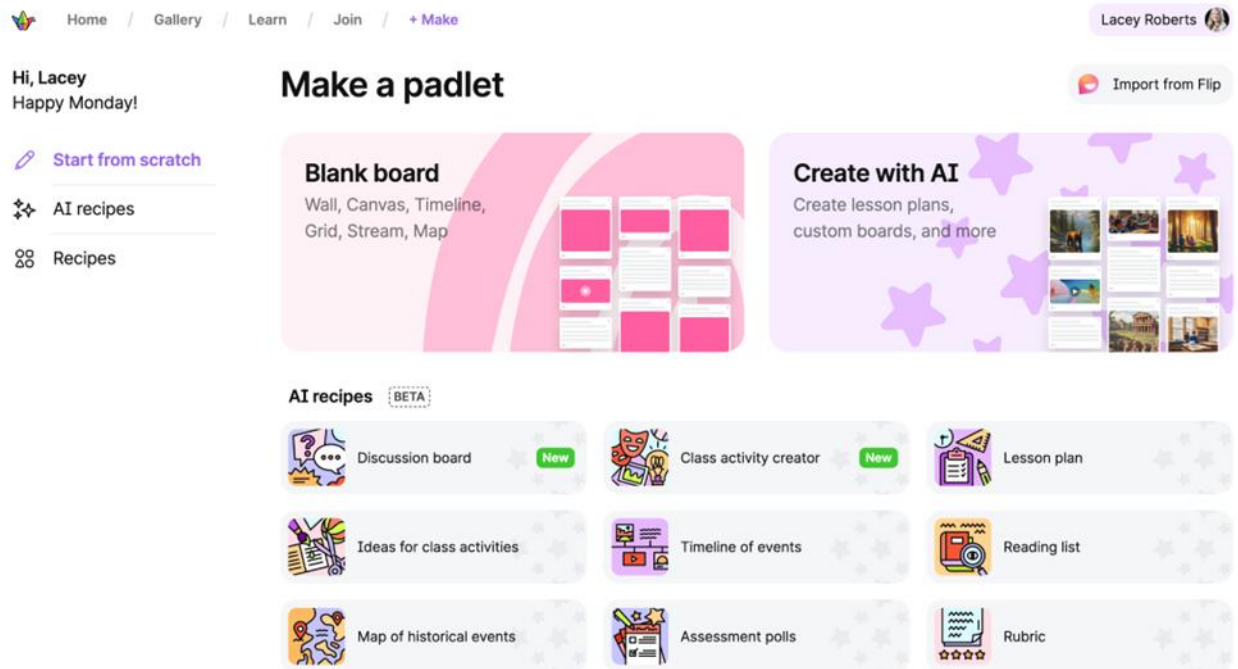 Home / Gallery / Learn / Join / + Make
Lacey Roberts
Hi, Lacey
Happy Monday!
Start from scratch
AI recipes
Recipes
Make a padlet
Import from Flip
Blank board
Wall, Canvas, Timeline,
Grid, Stream, Map
Create with AI
Create lesson plans,
custom boards, and more
AI recipes BETA
Discussion board New
Class activity creator New
Lesson plan
Ideas for class activities
Timeline of events
Reading list
Map of historical events
Assessment polls
Rubric